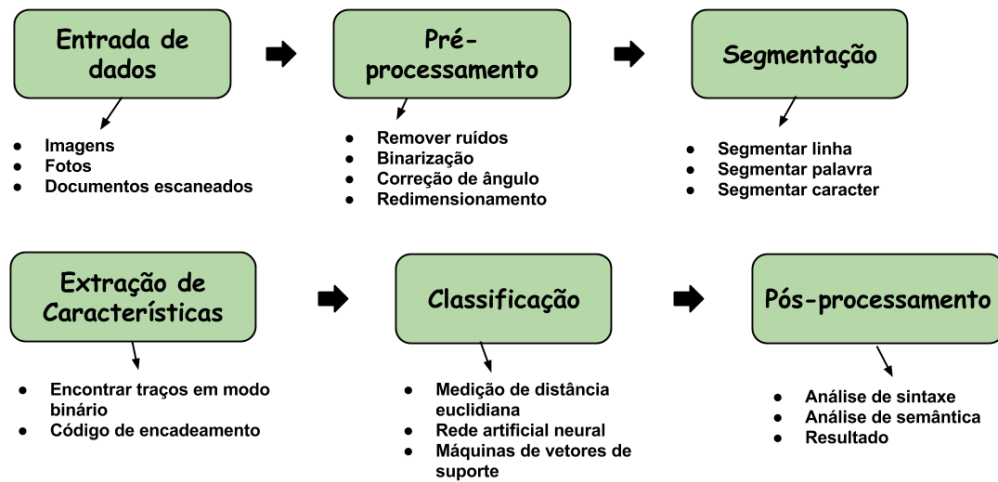 Entrada de
dados
Pré-
processamento
Segmentação
● Imagens
● Fotos
● Documentos escaneados
● Remover ruídos
● Binarização
● Correção de ângulo
● Redimensionamento
● Segmentar linha
● Segmentar palavra
● Segmentar caracter
Extração de
Características
Classificação
Pós-processamento
● Encontrar traços em modo
binário
● Código de encadeamento
● Medição de distância
euclidiana
● Rede artificial neural
● Máquinas de vetores de
suporte
● Análise de sintaxe
● Análise de semântica
● Resultado